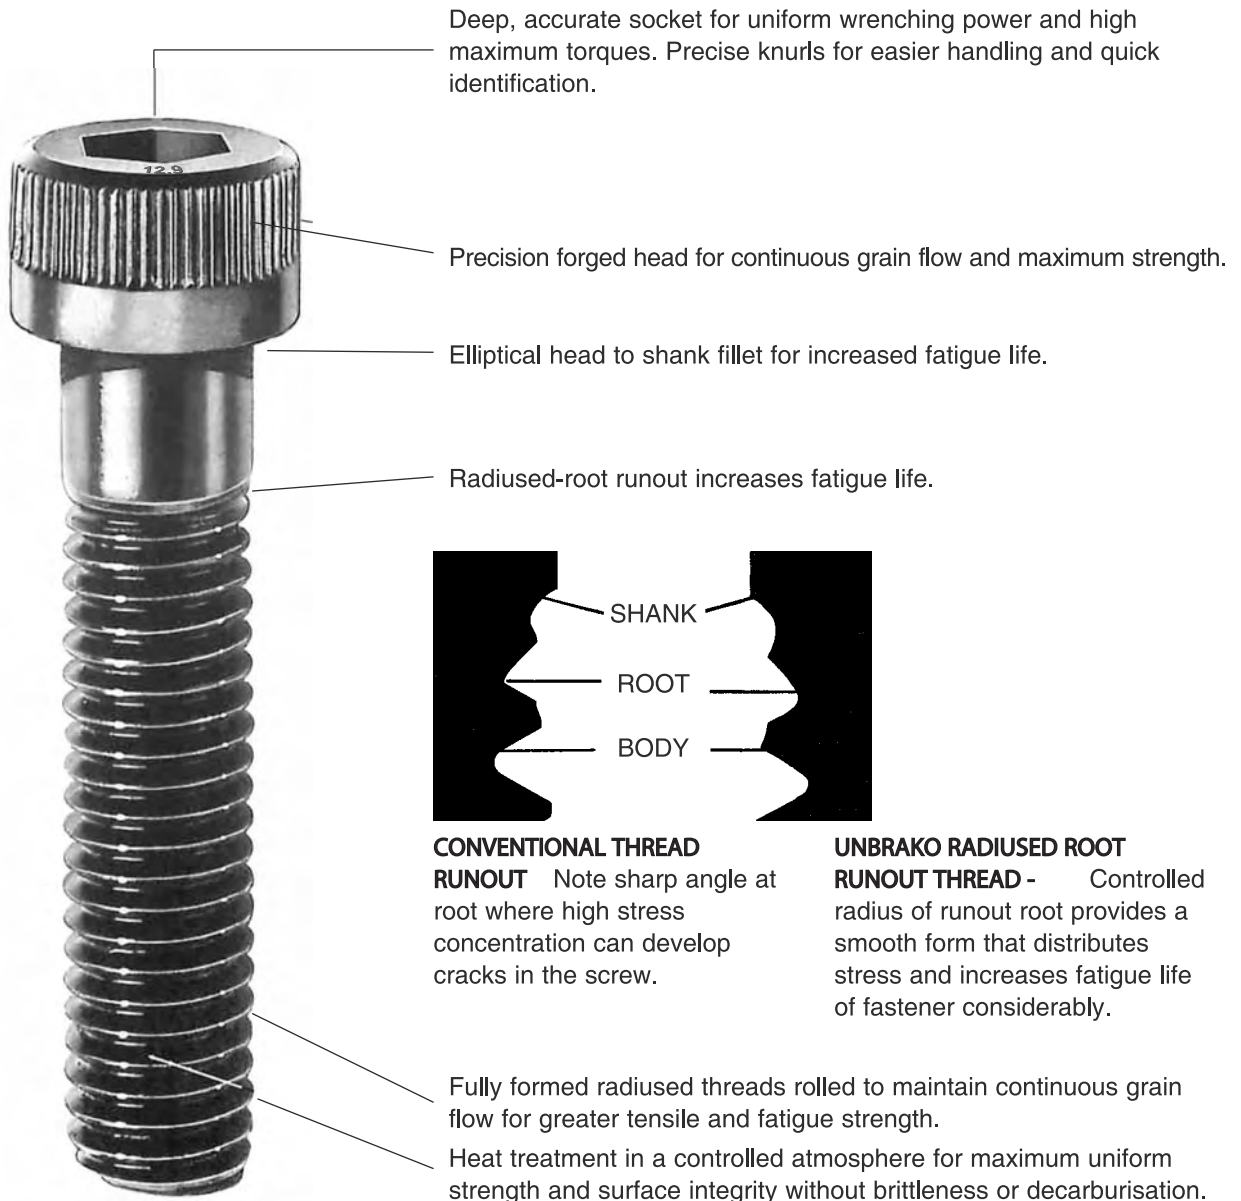 Deep, accurate socket for uniform wrenching power and high
maximum torques. Precise knurls for easier handling and quick
identification.
12.9
Precision forged head for continuous grain flow and maximum strength.
Elliptical head to shank fillet for increased fatigue life.
Radiused-root runout increases fatigue life.
SHANK
ROOT
BODY
CONVENTIONAL THREAD
RUNOUT Note sharp angle at
root where high stress
concentration can develop
cracks in the screw.
UNBRAKO RADIUSED ROOT
RUNOUT THREAD - Controlled
radius of runout root provides a
smooth form that distributes
stress and increases fatigue life
of fastener considerably.
Fully formed radiused threads rolled to maintain continuous grain
flow for greater tensile and fatigue strength.
Heat treatment in a controlled atmosphere for maximum uniform
strength and surface integrity without brittleness or decarburisation.